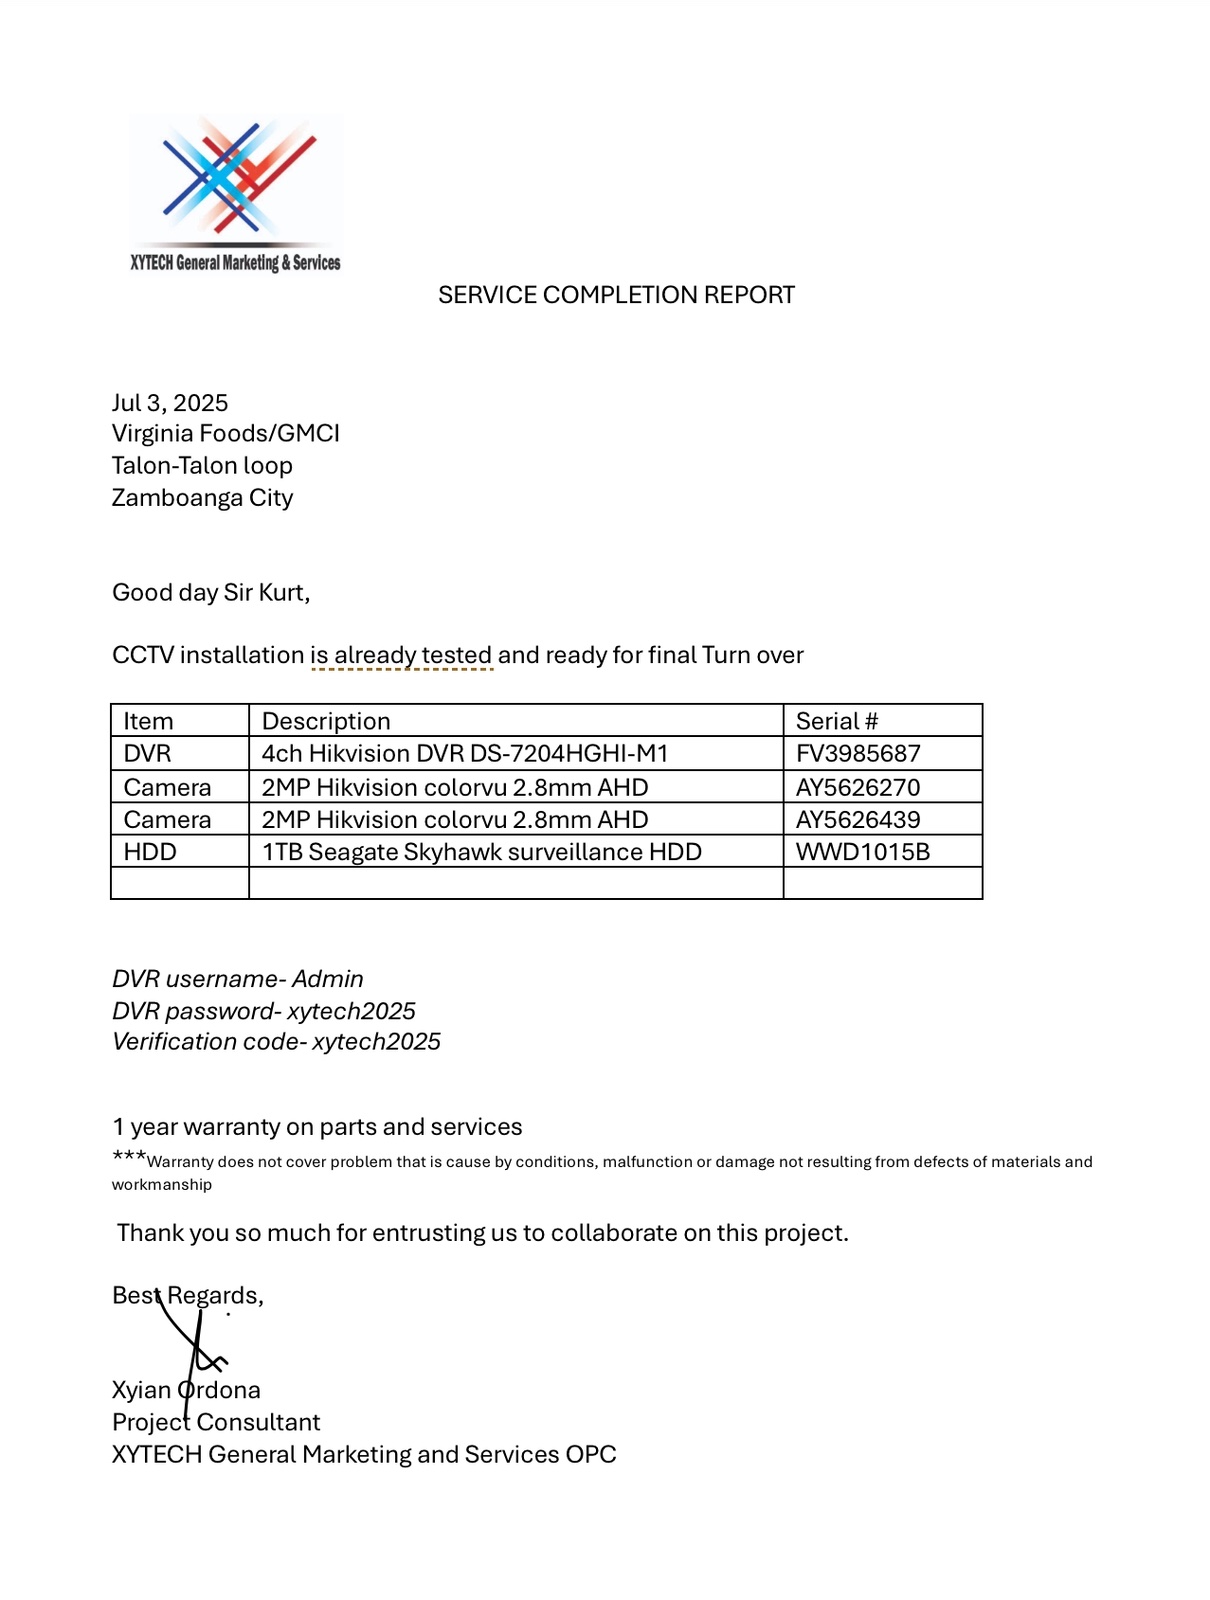 XYTECH General Marketing & Services
SERVICE COMPLETION REPORT
Jul 3, 2025
Virginia Foods/GMCI
Talon-Talon loop
Zamboanga City
Good day Sir Kurt,
CCTV installation is already tested and ready for final Turn over
Item Description Serial #
DVR 4ch Hikvision DVR DS-7204HGHI-M1 FV3985687
Camera 2MP Hikvision colorvu 2.8mm AHD AY5626270
Camera 2MP Hikvision colorvu 2.8mm AHD AY5626439
HDD 1TB Seagate Skyhawk surveillance HDD WWD1015B
DVR username- Admin
DVR password- xytech2025
Verification code- xytech2025
1 year warranty on parts and services
***Warranty does not cover problem that is cause by conditions, malfunction or damage not resulting from defects of materials and
workmanship
Thank you so much for entrusting us to collaborate on this project.
Best Regards,
Xyian Ordona
Project Consultant
XYTECH General Marketing and Services OPC